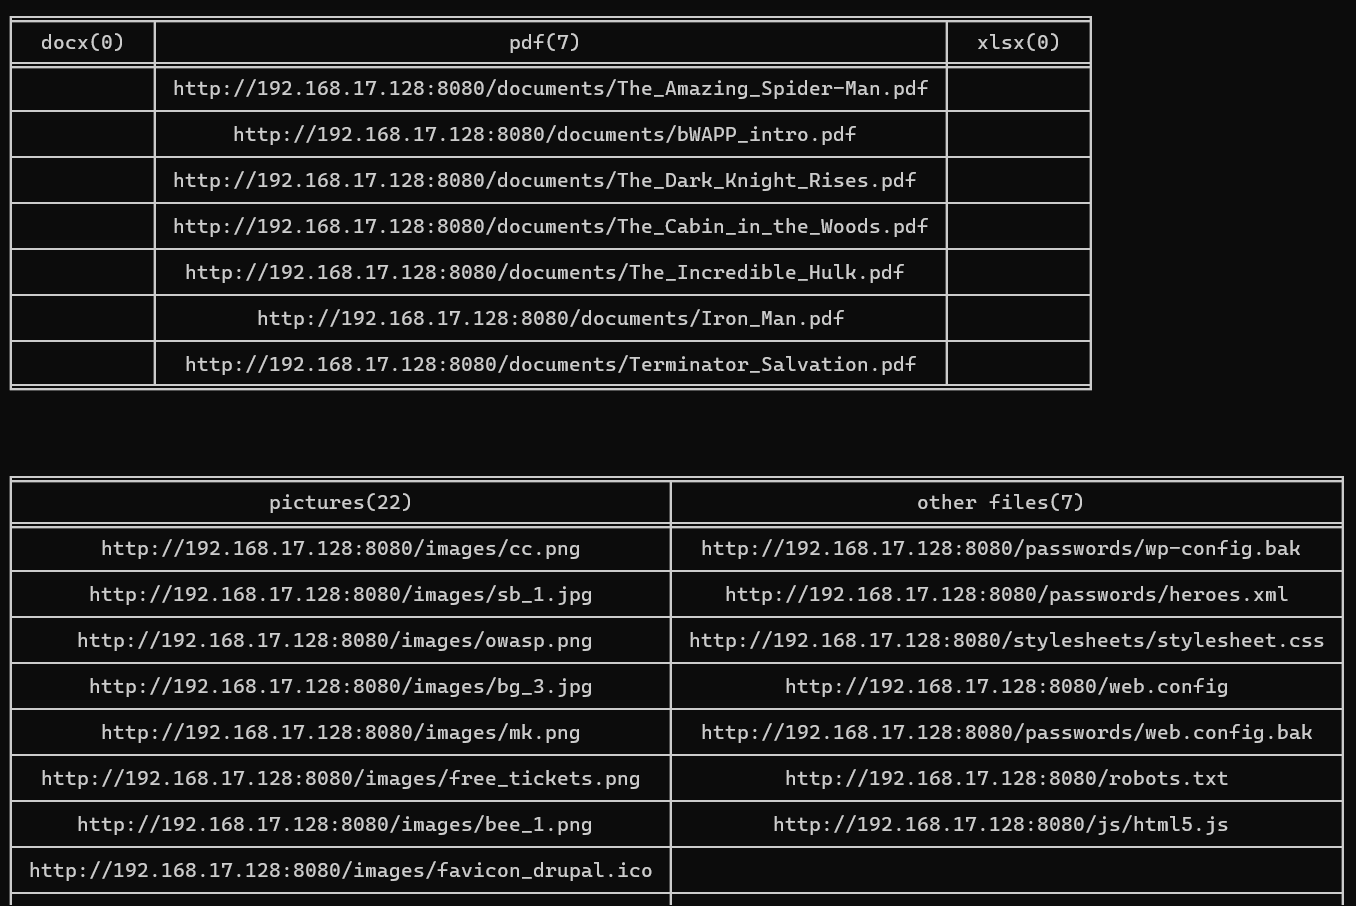 docx(0) pdf(7) xlsx(0)
http://192.168.17.128:8080/documents/The_Amazing_Spider-Man.pdf
http://192.168.17.128:8080/documents/bWAPP_intro.pdf
http://192.168.17.128:8080/documents/The_Dark_Knight_Rises.pdf
http://192.168.17.128:8080/documents/The_Cabin_in_the_Woods.pdf
http://192.168.17.128:8080/documents/The_Incredible_Hulk.pdf
http://192.168.17.128:8080/documents/Iron_Man.pdf
http://192.168.17.128:8080/documents/Terminator_Salvation.pdf
pictures(22) other files(7)
http://192.168.17.128:8080/images/cc.png http://192.168.17.128:8080/passwords/wp-config.bak
http://192.168.17.128:8080/images/sb_1.jpg http://192.168.17.128:8080/passwords/heroes.xml
http://192.168.17.128:8080/images/owasp.png http://192.168.17.128:8080/stylesheets/stylesheet.css
http://192.168.17.128:8080/images/bg_3.jpg http://192.168.17.128:8080/web.config
http://192.168.17.128:8080/images/mk.png http://192.168.17.128:8080/passwords/web.config.bak
http://192.168.17.128:8080/images/free_tickets.png http://192.168.17.128:8080/robots.txt
http://192.168.17.128:8080/images/bee_1.png http://192.168.17.128:8080/js/html5.js
http://192.168.17.128:8080/images/favicon_drupal.ico